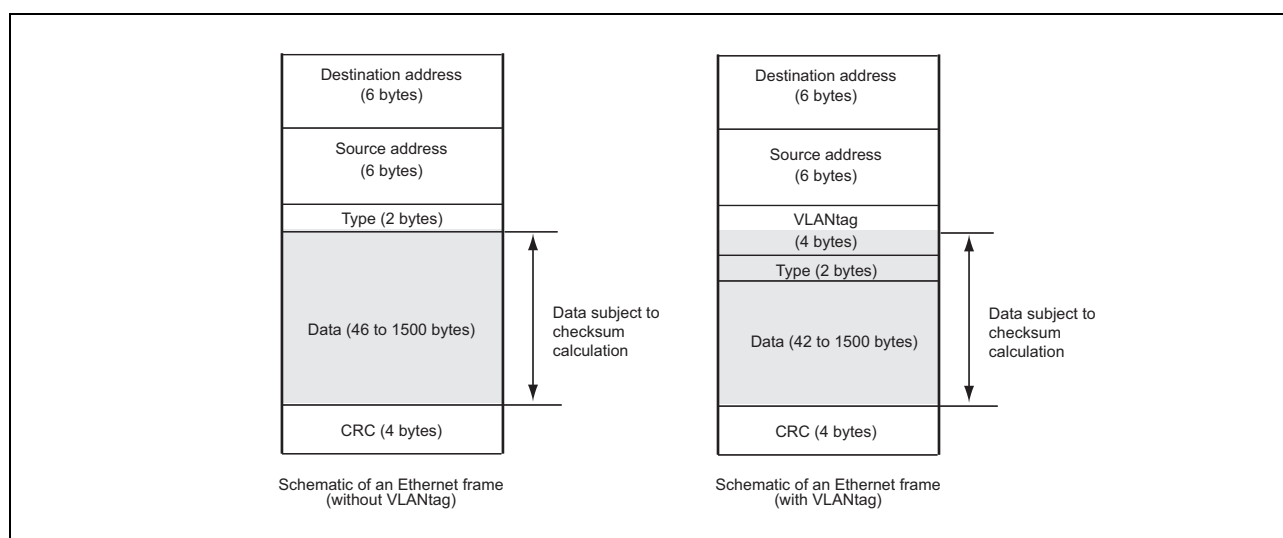 Destination address
(6 bytes)
Source address
(6 bytes)
Type (2 bytes)
Data (46 to 1500 bytes)
CRC (4 bytes)
Data subject to
checksum
calculation
Schematic of an Ethernet frame
(without VLANtag)
Destination address
(6 bytes)
Source address
(6 bytes)
VLANtag
(4 bytes)
Type (2 bytes)
Data (42 to 1500 bytes)
CRC (4 bytes)
Data subject to
checksum
calculation
Schematic of an Ethernet frame
(with VLANtag)